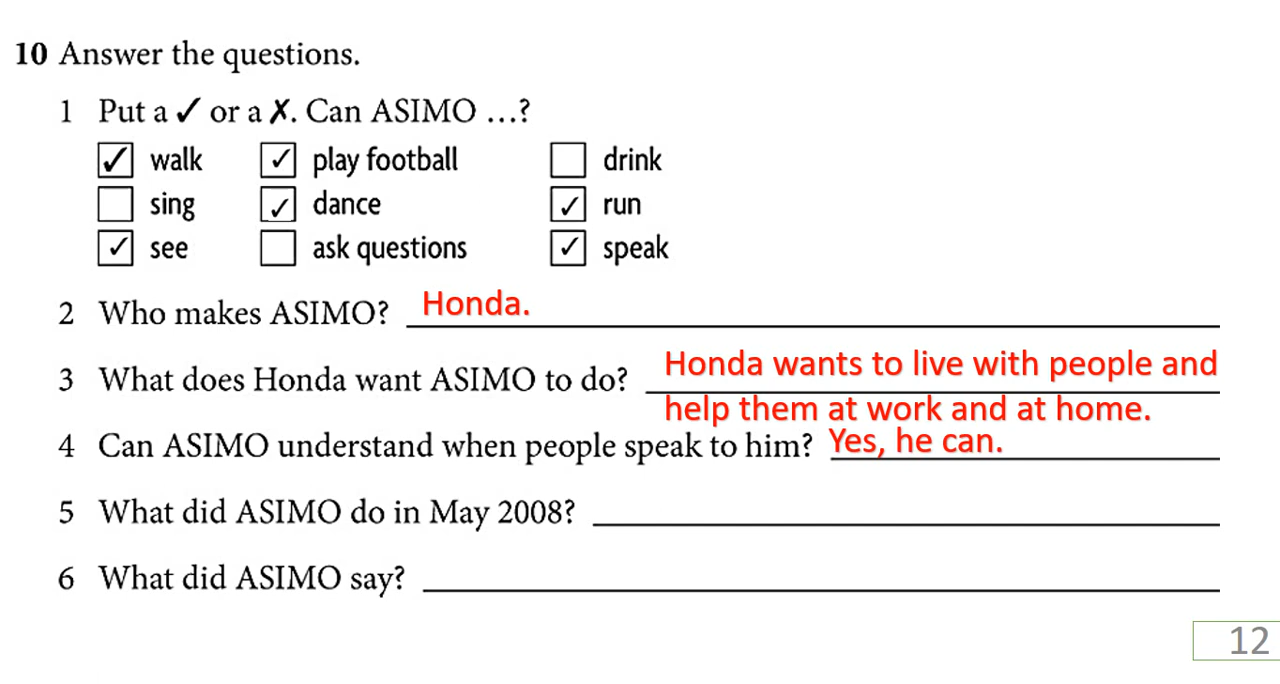 10 Answer the questions.
1 Put a ✓ or a ✗. Can ASIMO ...?
✓ walk ✓ play football drink
sing ✓ dance ✓ run
✓ see ask questions ✓ speak
2 Who makes ASIMO? Honda.
3 What does Honda want ASIMO to do? Honda wants to live with people and
help them at work and at home.
4 Can ASIMO understand when people speak to him? Yes, he can.
5 What did ASIMO do in May 2008?
6 What did ASIMO say?
12